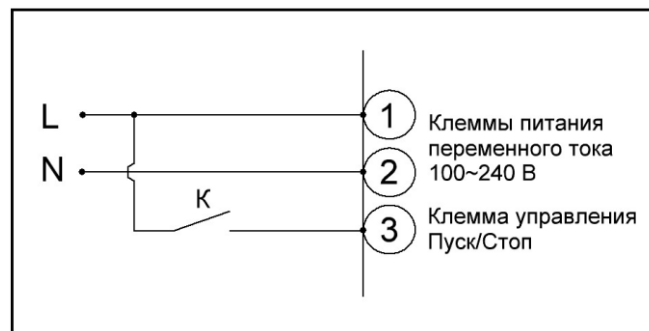 L
1
Клеммы питания
переменного тока
100~240 В
N
2
К
3
Клемма управления
Пуск/Стоп